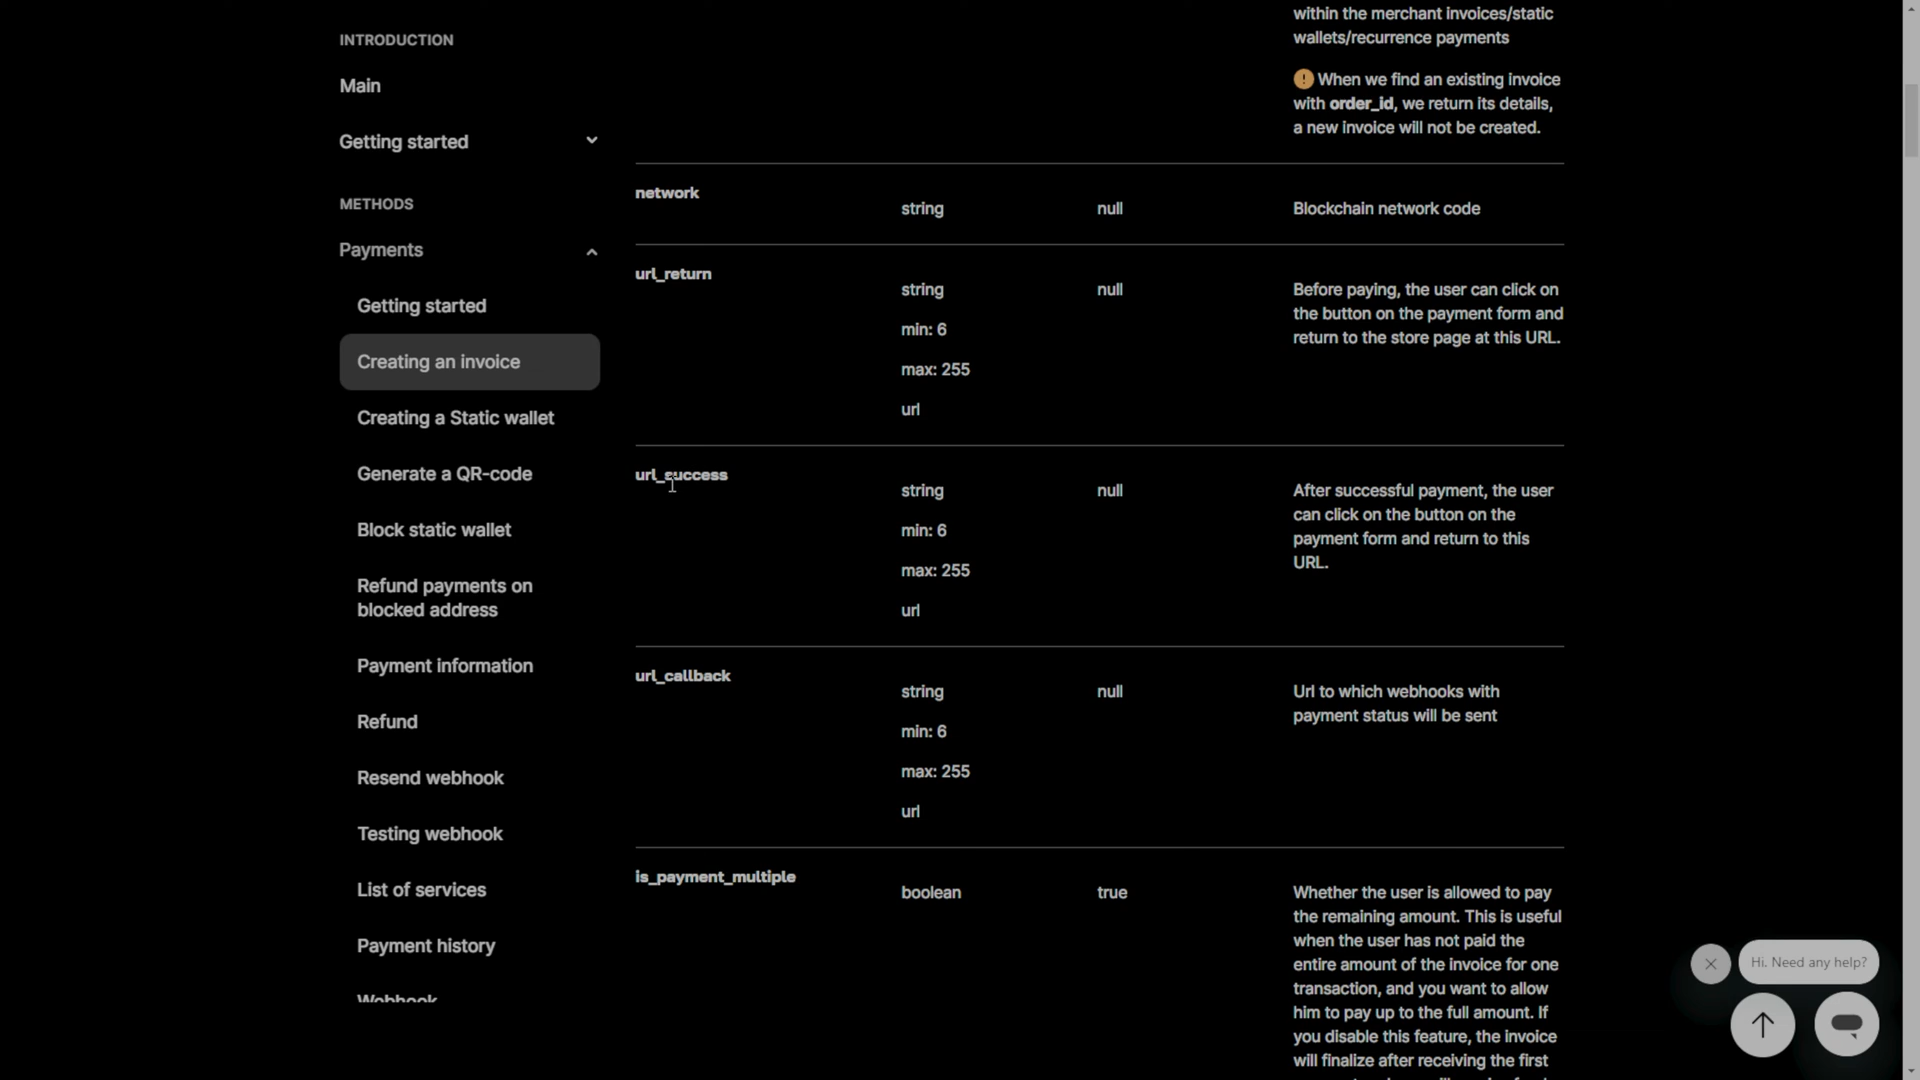 INTRODUCTION
Main
Getting started
METHODS
Payments
Getting started
Creating an invoice
Creating a Static wallet
Generate a QR-code
Block static wallet
Refund payments on
blocked address
Payment information
Refund
Resend webhook
Testing webhook
List of services
Payment history
Webhook
within the merchant invoices/static
wallets/recurrence payments
When we find an existing invoice
with order_id, we return its details,
a new invoice will not be created.
network
string
null
Blockchain network code
url_return
string
min: 6
max: 255
url
null
Before paying, the user can click on
the button on the payment form and
return to the store page at this URL.
url_success
string
min: 6
max: 255
url
null
After successful payment, the user
can click on the button on the
payment form and return to this
URL.
url_callback
string
min: 6
max: 255
url
null
Url to which webhooks with
payment status will be sent
is_payment_multiple
boolean
true
Whether the user is allowed to pay
the remaining amount. This is useful
when the user has not paid the
entire amount of the invoice for one
transaction, and you want to allow
him to pay up to the full amount. If
you disable this feature, the invoice
will finalize after receiving the first
Hi. Need any help?